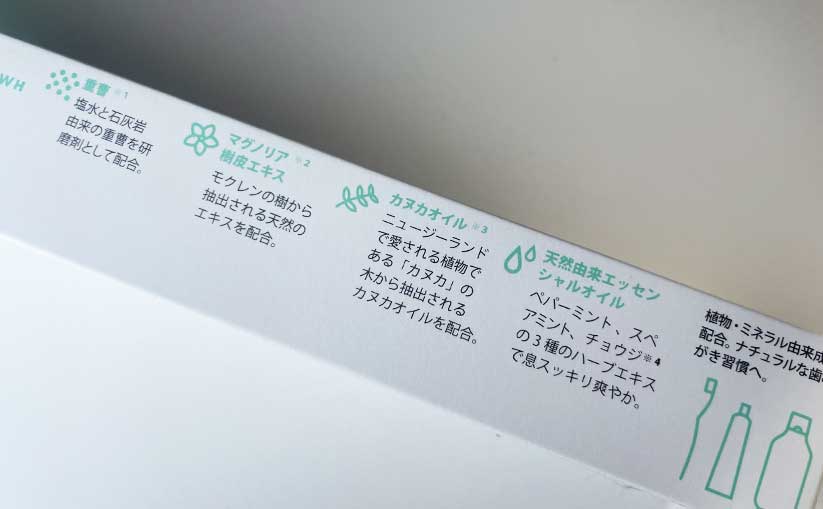 WH
重曹 ※1
塩水と石灰岩
由来の重曹を研
磨剤として配合。
マグノリア ※2
樹皮エキス
モクレンの樹から
抽出される天然の
エキスを配合。
カヌカオイル ※3
ニュージーランド
で愛される植物で
ある「カヌカ」の
木から抽出される
カヌカオイルを配合。
天然由来エッセン
シャルオイル
ペパーミント、スペ
アミント、チョウジ※4
の3種のハーブエキス
で息スッキリ爽やか。
植物・ミネラル由来成
配合。ナチュラルな歯
がき習慣へ。